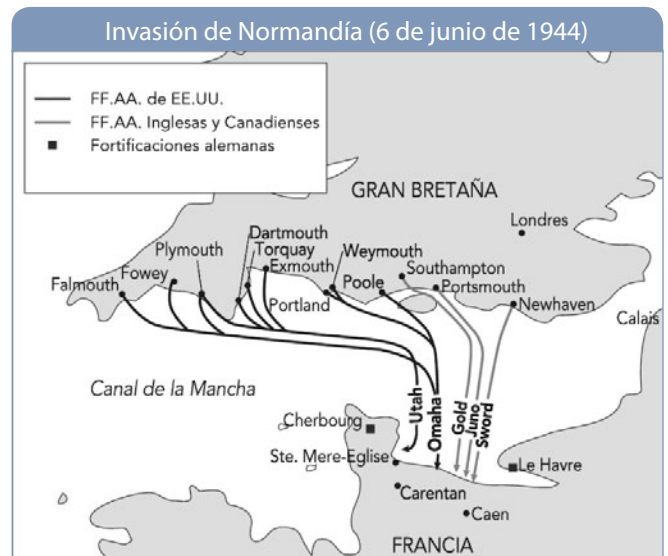 Invasión de Normandía (6 de junio de 1944)
FF.AA. de EE.UU.
FF.AA. Inglesas y Canadienses
Fortificaciones alemanas
GRAN BRETAÑA
Londres
Dartmouth
Torquay
Exmouth
Plymouth
Weymouth
Southampton
Portsmouth
Fowey
Falmouth
Portland
Poole
Newhaven
Calais
Canal de la Mancha
Utah
Omaha
Gold
Juno
Sword
Cherbourg
Ste. Mere-Eglise
Le Havre
Carentan
Caen
FRANCIA